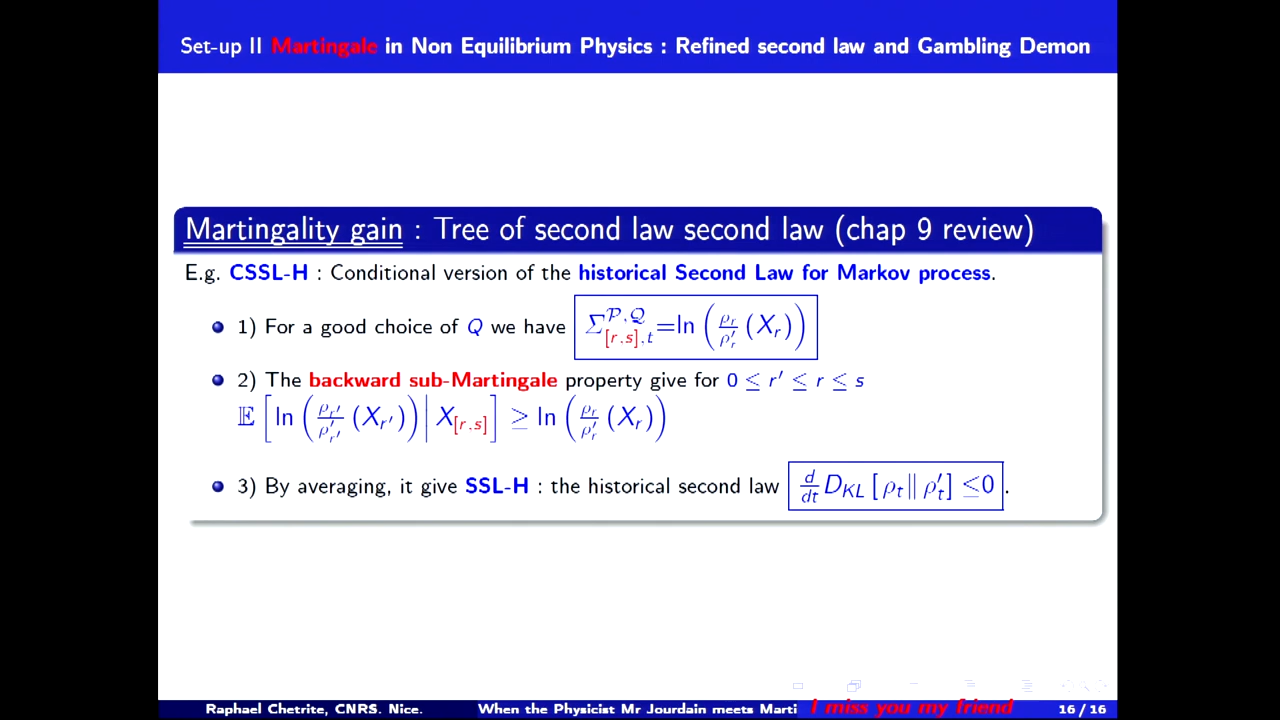 Set-up II Martingale in Non Equilibrium Physics : Refined second law and Gambling Demon
Martingality gain : Tree of second law second law (chap 9 review)
E.g. CSSL-H : Conditional version of the historical Second Law for Markov process.
1) For a good choice of Q we have Σ^{𝒫,𝒬}_{[r,s],t}=ln (ρ_r/ρ'_r (X_r))
2) The backward sub-Martingale property give for 0 ≤ r′ ≤ r ≤ s
𝔼 [ln (ρ_{r′}/ρ'_{r′} (X_{r′})) | X_{[r,s]}] ≥ ln (ρ_r/ρ'_r (X_r))
3) By averaging, it give SSL-H : the historical second law d/dt D_{KL} [ρ_t‖ρ'_t] ≤0 .
Raphael Chetrite, CNRS. Nice. When the Physicist Mr Jourdain meets Marti I miss you my friend 16 / 16